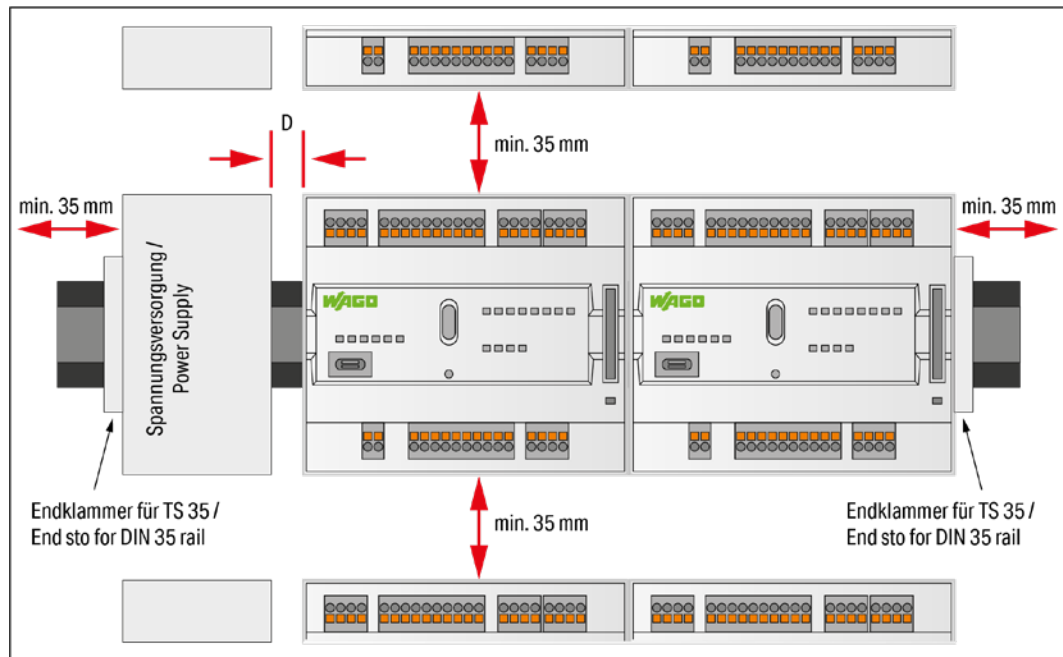 D
min. 35 mm
min. 35 mm
min. 35 mm
Spannungsversorgung /
Power Supply
WAGO
WAGO
Endklammer für TS 35 /
End sto for DIN 35 rail
min. 35 mm
Endklammer für TS 35 /
End sto for DIN 35 rail